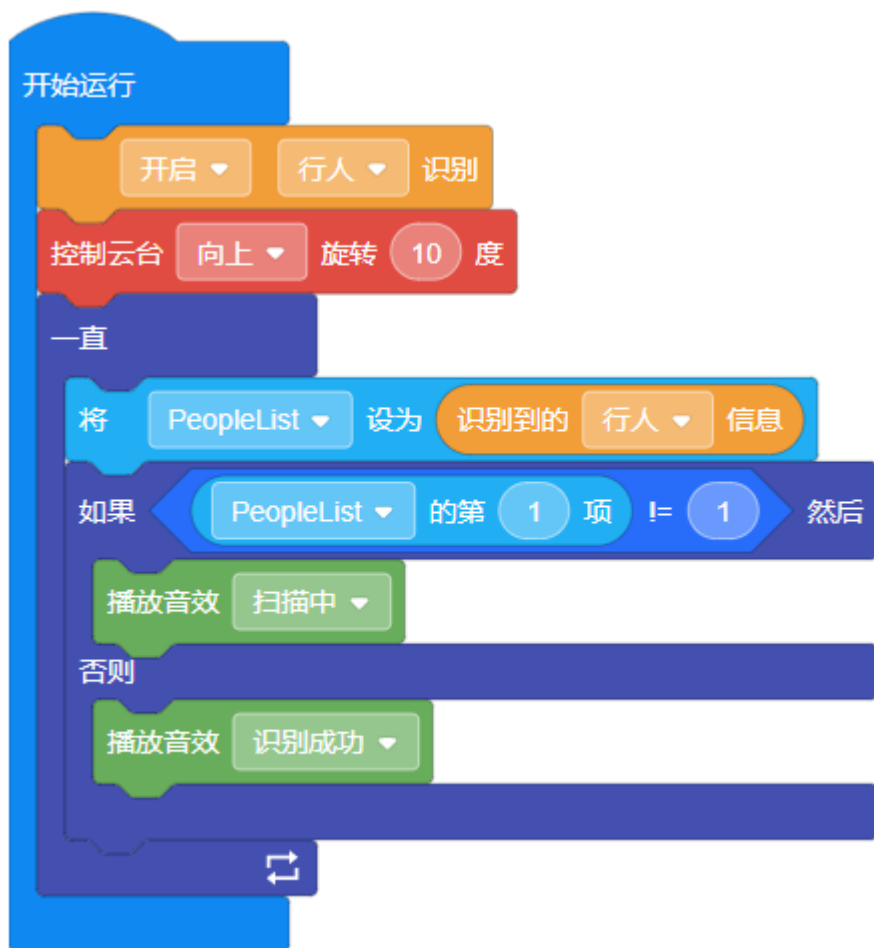 开始运行
开启 行人 识别
控制云台 向上 旋转 10 度
一直
将 PeopleList 设为 识别到的 行人 信息
如果 PeopleList 的第 1 项 != 1 然后
播放音效 扫描中
否则
播放音效 识别成功